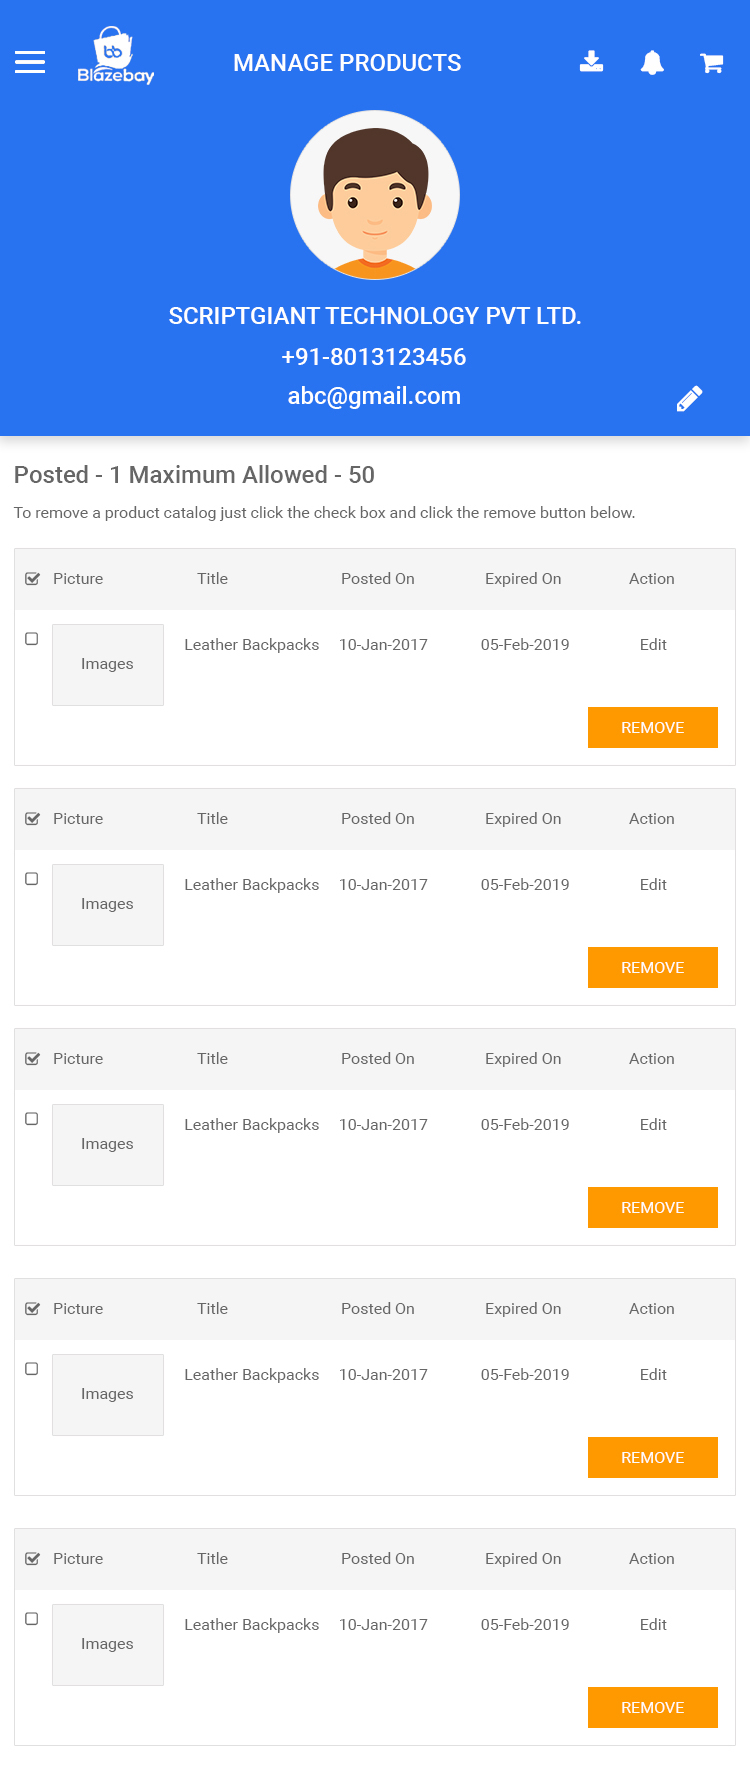 MANAGE PRODUCTS
bb
Blazebay
SCRIPTGIANT TECHNOLOGY PVT LTD.
+91-8013123456
abc@gmail.com
Posted - 1 Maximum Allowed - 50
To remove a product catalog just click the check box and click the remove button below.
Picture Title Posted On Expired On Action
Images Leather Backpacks 10-Jan-2017 05-Feb-2019 Edit
REMOVE
Picture Title Posted On Expired On Action
Images Leather Backpacks 10-Jan-2017 05-Feb-2019 Edit
REMOVE
Picture Title Posted On Expired On Action
Images Leather Backpacks 10-Jan-2017 05-Feb-2019 Edit
REMOVE
Picture Title Posted On Expired On Action
Images Leather Backpacks 10-Jan-2017 05-Feb-2019 Edit
REMOVE
Picture Title Posted On Expired On Action
Images Leather Backpacks 10-Jan-2017 05-Feb-2019 Edit
REMOVE